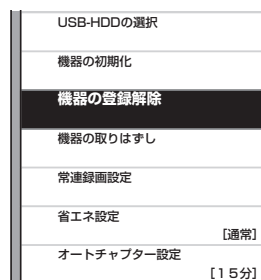 USB-HDDの選択
機器の初期化
機器の登録解除
機器の取りはずし
常連録画設定
省エネ設定
［通常］
オートチャプター設定
［１５分］